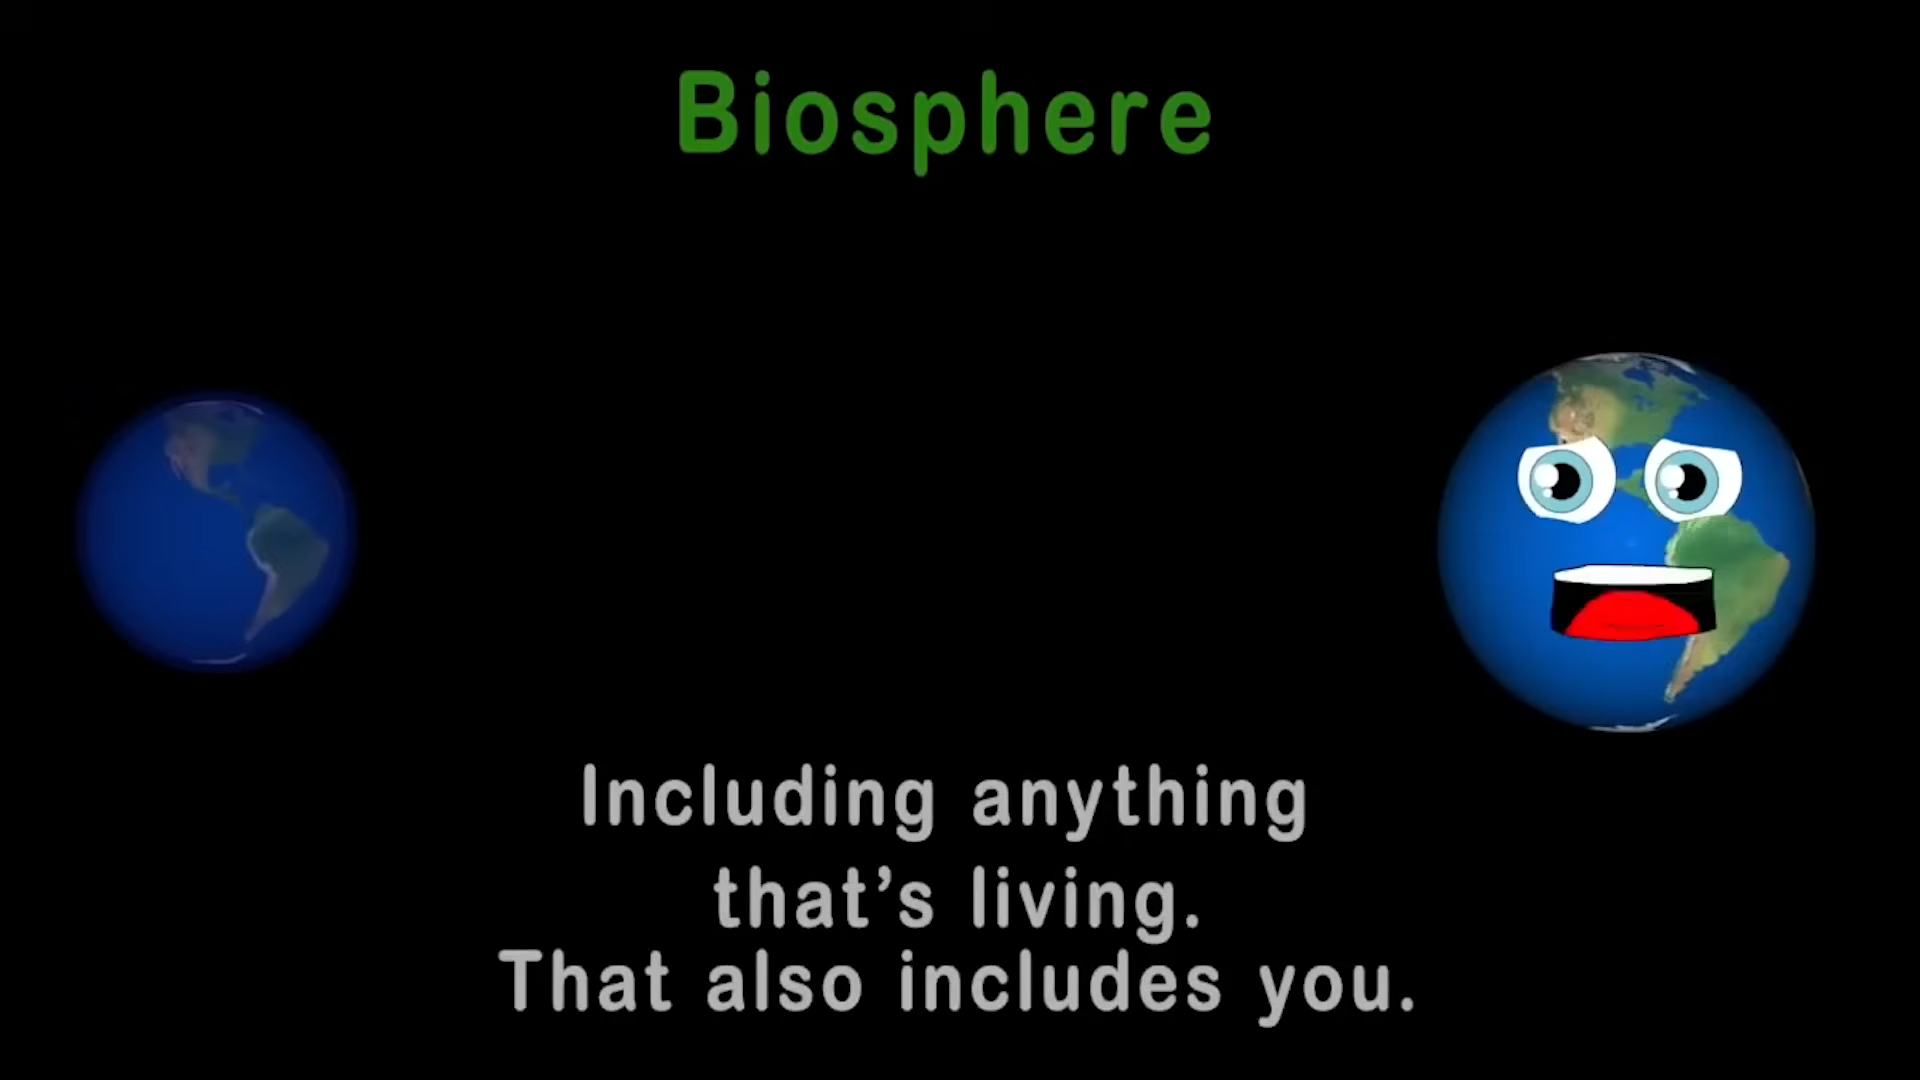 Biosphere
Including anything
that’s living.
That also includes you.